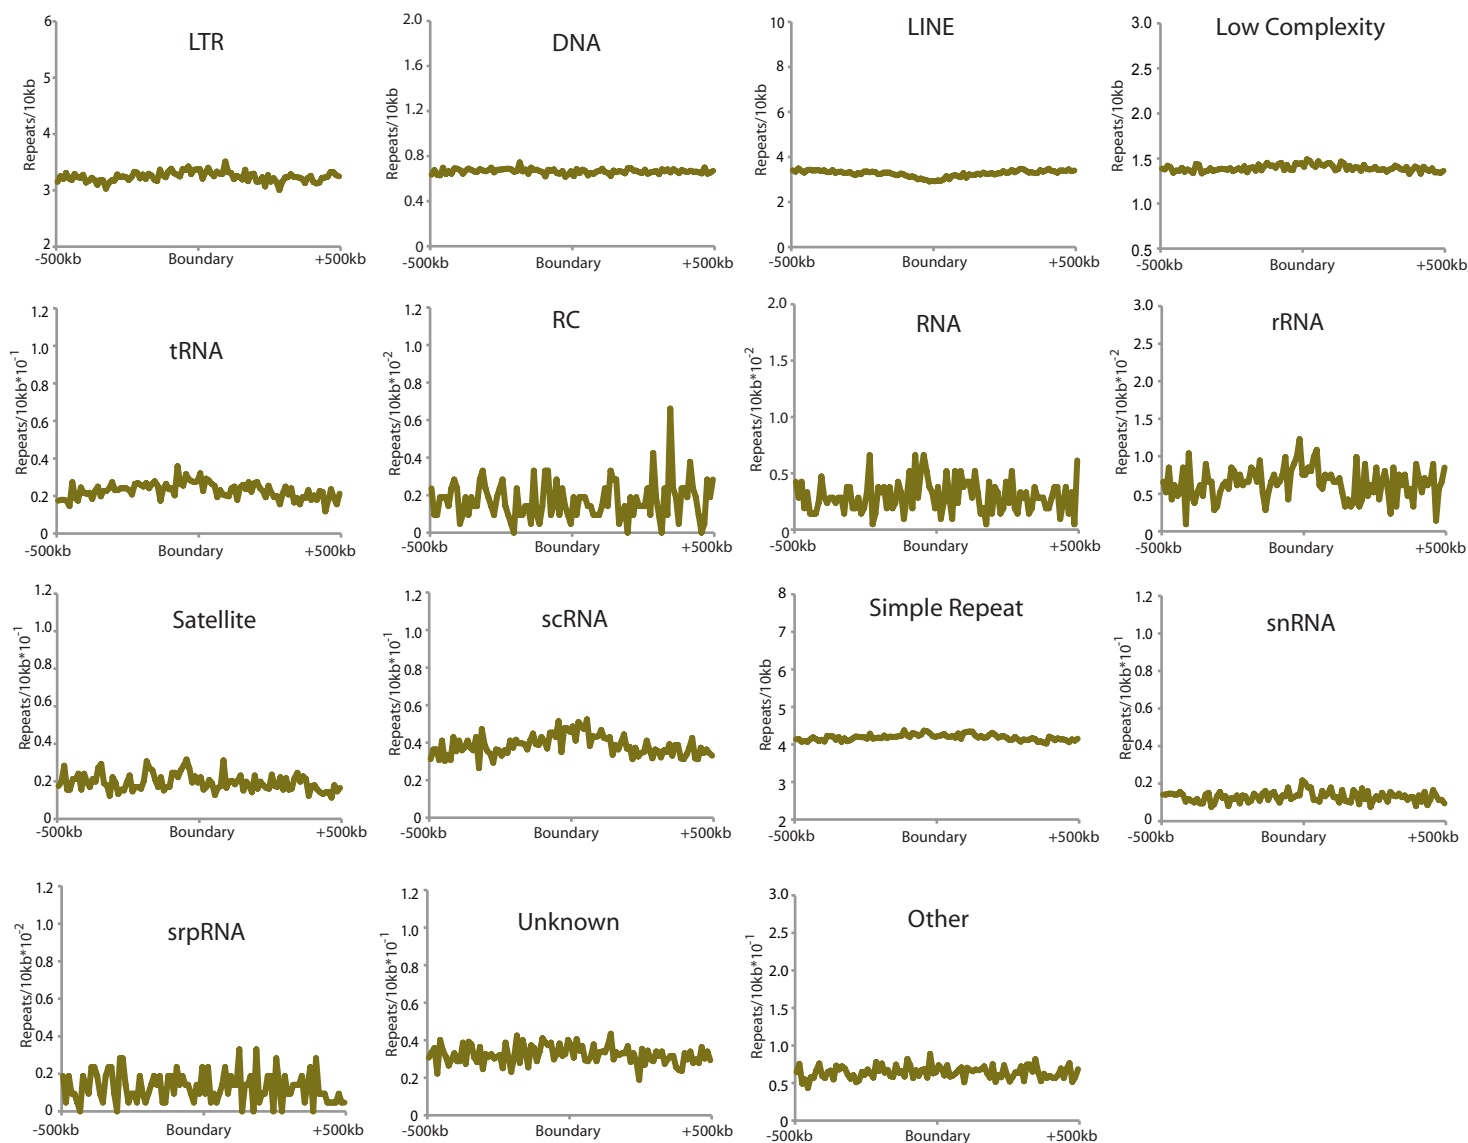 LTR
Repeats/10kb
6
5
4
3
2
-500kb Boundary +500kb
DNA
Repeats/10kb
2.0
1.6
1.2
0.8
0.4
0
-500kb Boundary +500kb
LINE
Repeats/10kb
10
8
6
4
2
0
-500kb Boundary +500kb
Low Complexity
Repeats/10kb
3.0
2.5
2.0
1.5
1.0
0.5
-500kb Boundary +500kb
tRNA
Repeats/10kb*10-1
1.2
1.0
0.8
0.6
0.4
0.2
0
-500kb Boundary +500kb
RC
Repeats/10kb*10-2
1.2
1.0
0.8
0.6
0.4
0.2
0
-500kb Boundary +500kb
RNA
Repeats/10kb*10-2
2.0
1.5
1.0
0.5
0
-500kb Boundary +500kb
rRNA
Repeats/10kb*10-2
3.0
2.5
2.0
1.5
1.0
0.5
0
-500kb Boundary +500kb
Satellite
Repeats/10kb*10-1
1.2
1.0
0.8
0.6
0.4
0.2
0
-500kb Boundary +500kb
scRNA
Repeats/10kb*10-1
1.2
1.0
0.8
0.6
0.4
0.2
0
-500kb Boundary +500kb
Simple Repeat
Repeats/10kb
8
7
6
5
4
3
2
-500kb Boundary +500kb
snRNA
Repeats/10kb*10-1
1.2
1.0
0.8
0.6
0.4
0.2
0
-500kb Boundary +500kb
srpRNA
Repeats/10kb*10-2
1.2
1.0
0.8
0.6
0.4
0.2
0
-500kb Boundary +500kb
Unknown
Repeats/10kb*10-1
1.2
1.0
0.8
0.6
0.4
0.2
0
-500kb Boundary +500kb
Other
Repeats/10kb*10-1
3.0
2.5
2.0
1.5
1.0
0.5
0
-500kb Boundary +500kb